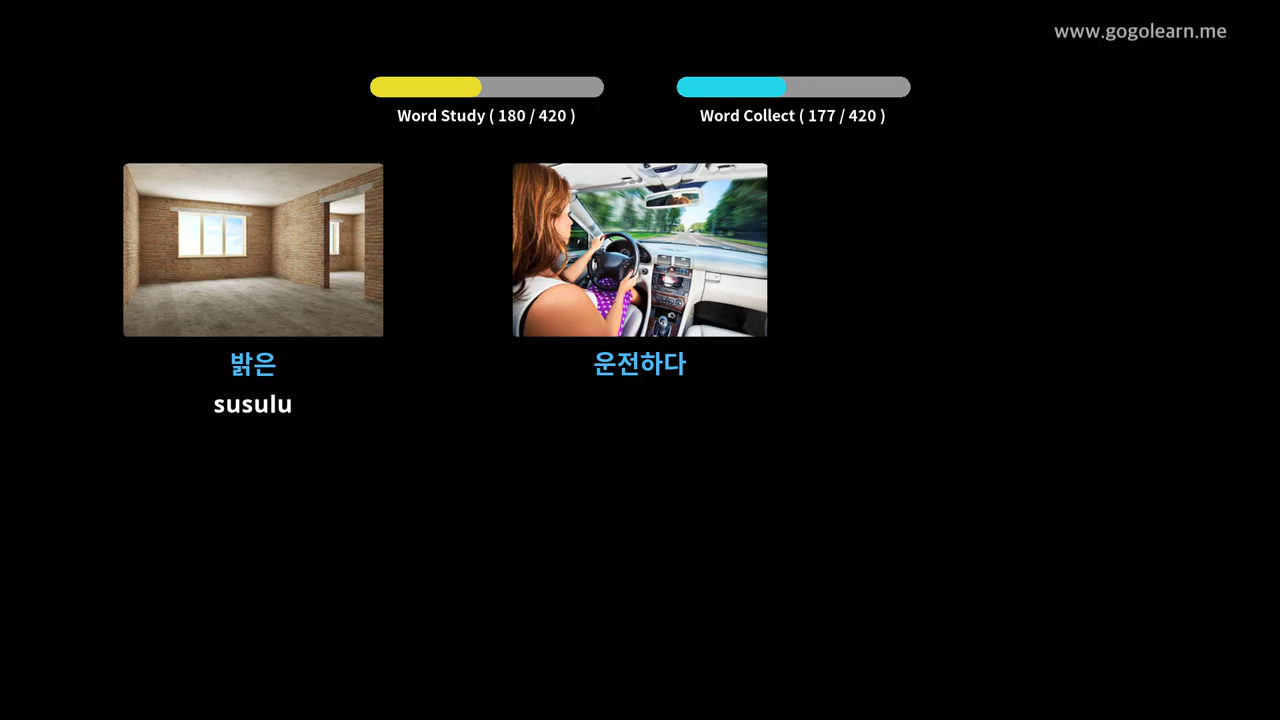 www.gogolearn.me
Word Study ( 180 / 420 )
Word Collect ( 177 / 420 )
밝은
운전하다
susulu